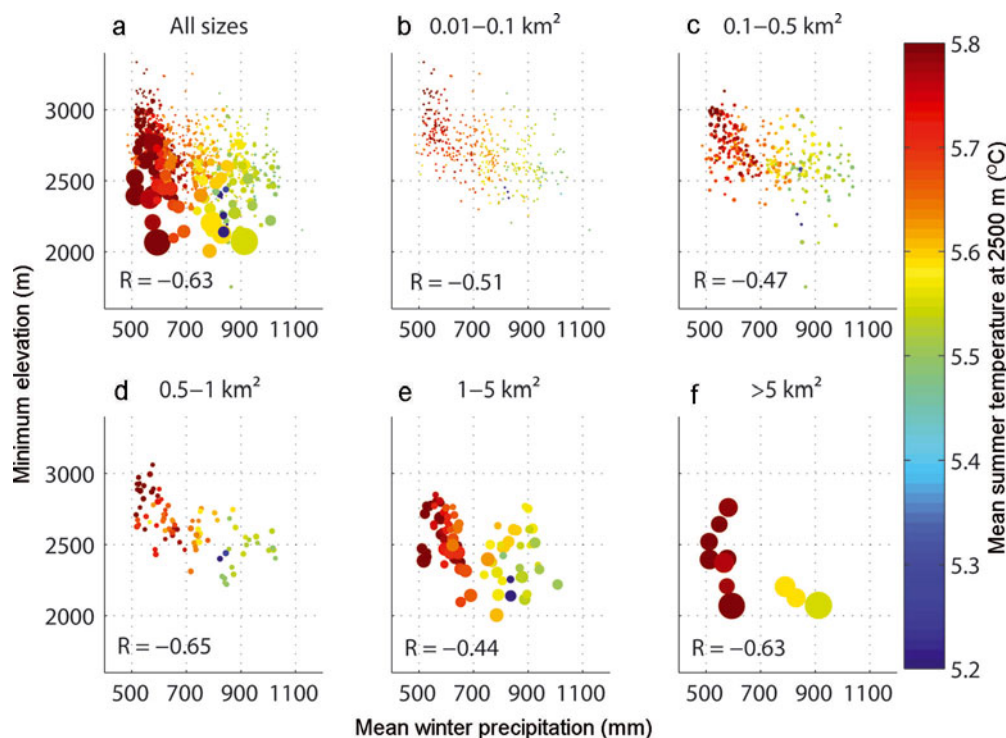 a All sizes
b 0.01–0.1 km²
c 0.1–0.5 km²
3000
2500
2000
R = −0.63
R = −0.51
R = −0.47
500 700 900 1100
500 700 900 1100
500 700 900 1100
d 0.5–1 km²
e 1–5 km²
f >5 km²
3000
2500
2000
R = −0.65
R = −0.44
R = −0.63
500 700 900 1100
500 700 900 1100
500 700 900 1100
Minimum elevation (m)
Mean winter precipitation (mm)
5.8
5.7
5.6
5.5
5.4
5.3
5.2
Mean summer temperature at 2500 m (°C)